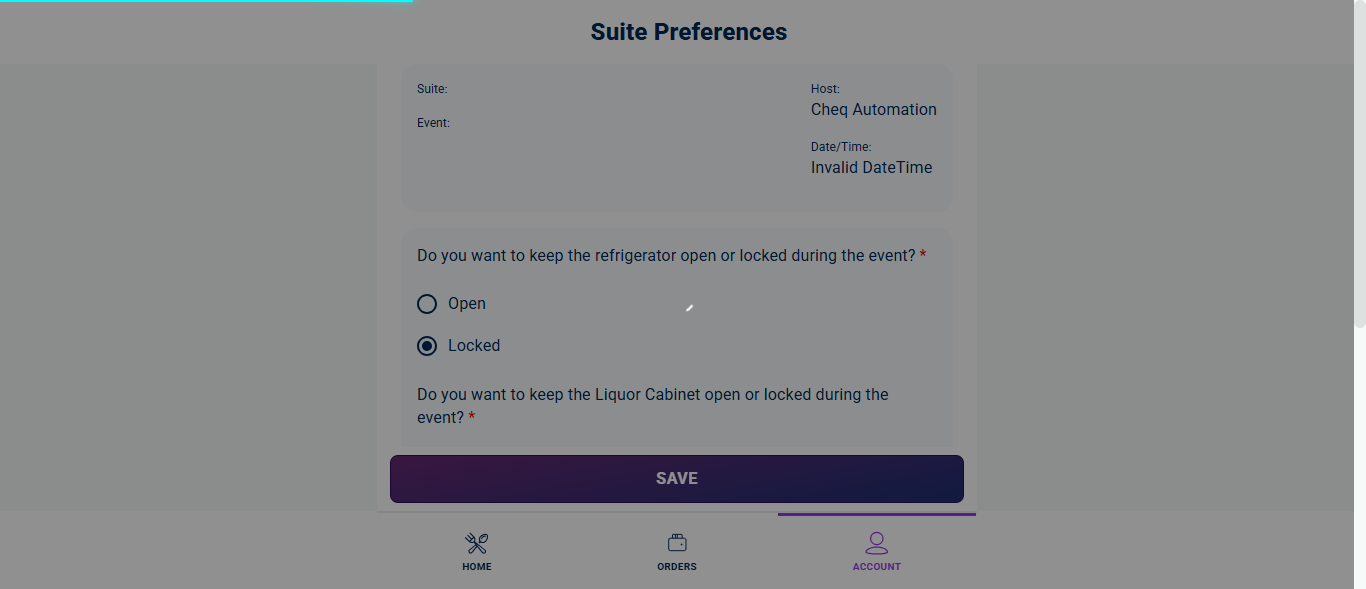 Suite Preferences
Suite:
Event:
Host:
Cheq Automation
Date/Time:
Invalid DateTime
Do you want to keep the refrigerator open or locked during the event? *
Open
Locked
Do you want to keep the Liquor Cabinet open or locked during the
event? *
SAVE
HOME
ORDERS
ACCOUNT